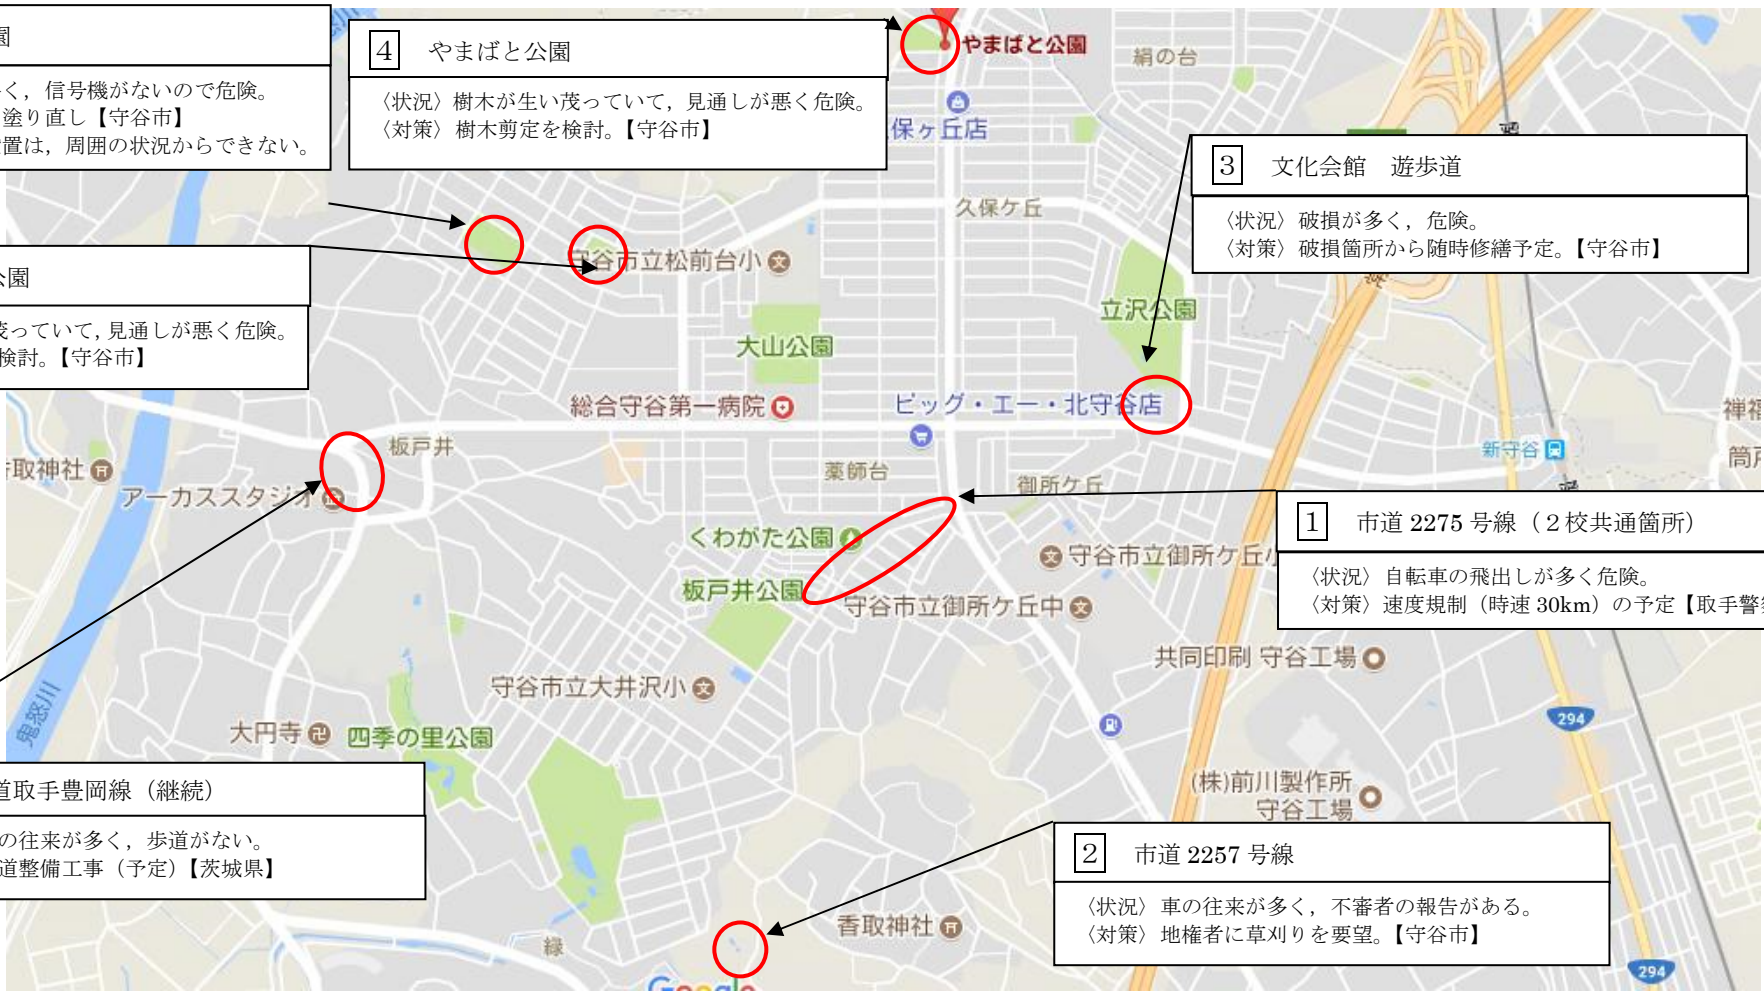 園
く，信号機がないので危険。
塗り直し【守谷市】
置は，周囲の状況からできない。
4 やまばと公園
〈状況〉樹木が生い茂っていて，見通しが悪く危険。
〈対策〉樹木剪定を検討。【守谷市】
やまばと公園
絹の台
保ヶ丘店
3 文化会館 遊歩道
〈状況〉破損が多く，危険。
〈対策〉破損箇所から随時修繕予定。【守谷市】
久保ケ丘
守谷市立松前台小
公園
茂っていて，見通しが悪く危険。
検討。【守谷市】
立沢公園
大山公園
総合守谷第一病院
ビッグ・エー・北守谷店
板戸井
取神社
アーカススタジオ
薬師台
御所ケ丘
新守谷
禅福
筒戸
1 市道 2275 号線（２校共通箇所）
〈状況〉自転車の飛出しが多く危険。
〈対策〉速度規制（時速 30km）の予定【取手警察
くわがた公園
板戸井公園
守谷市立御所ケ丘小
守谷市立御所ケ丘中
共同印刷 守谷工場
守谷市立大井沢小
鬼怒川
大円寺
四季の里公園
294
道取手豊岡線（継続）
の往来が多く，歩道がない。
道整備工事（予定）【茨城県】
(株)前川製作所
守谷工場
2 市道 2257 号線
〈状況〉車の往来が多く，不審者の報告がある。
〈対策〉地権者に草刈りを要望。【守谷市】
香取神社
緑
294
Google